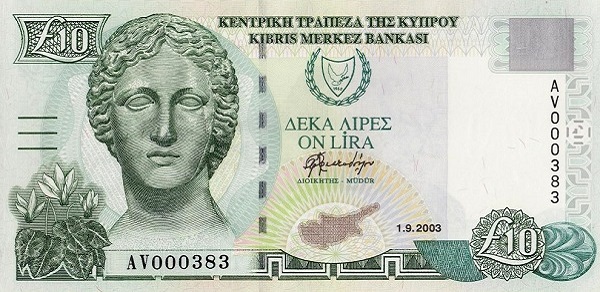 £10
ΚΕΝΤΡΙΚΗ ΤΡΑΠΕΖΑ ΤΗΣ ΚΥΠΡΟΥ
KIBRIS MERKEZ BANKASI
ΔΕΚΑ ΛΙΡΕΣ
ON LİRA
ΔΙΟΙΚΗΤΗΣ - MÜDÜR
1.9.2003
AV000383
AV000383
£10